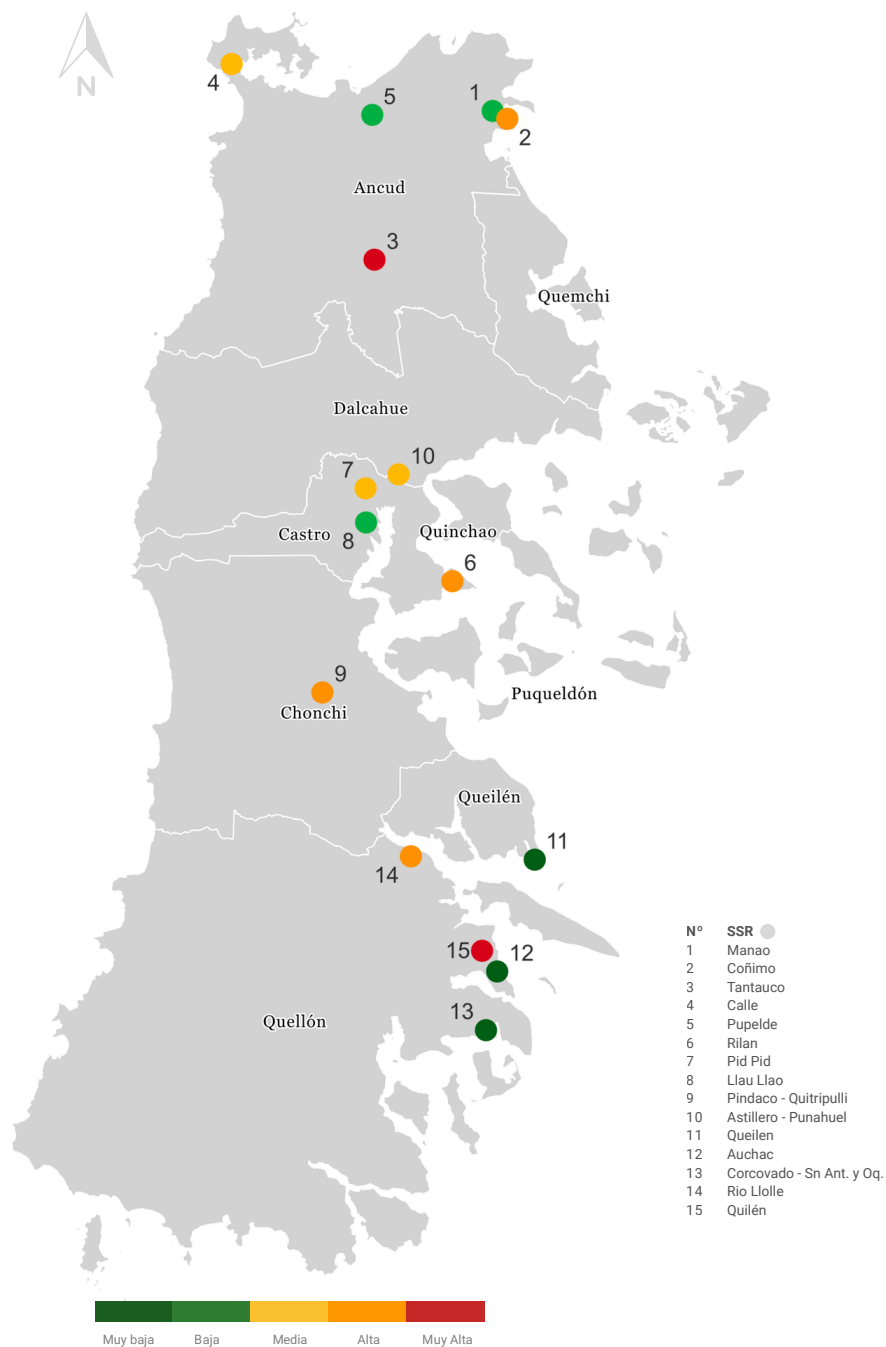 N
4
5
1
2
Ancud
3
Quemchi
Dalcahue
10
7
Castro
8
Quinchao
6
9
Chonchi
Puqueldón
Queilén
11
14
15
12
13
Quellón
Nº SSR
1 Manao
2 Coñimo
3 Tantauco
4 Calle
5 Pupelde
6 Rilan
7 Pid Pid
8 Llau Llao
9 Pindaco - Quitripulli
10 Astillero - Punahuel
11 Queilen
12 Auchac
13 Corcovado - Sn Ant. y Oq.
14 Rio Llolle
15 Quilén
Muy baja Baja Media Alta Muy Alta